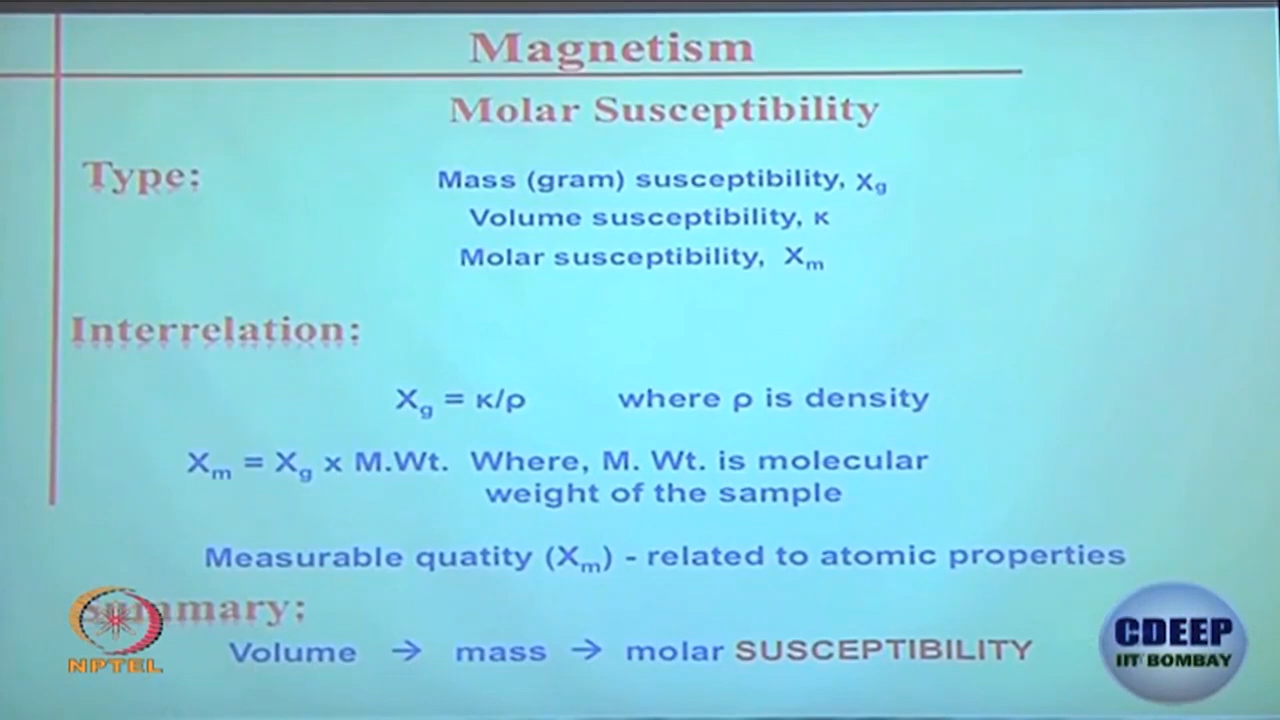 Magnetism
Molar Susceptibility
Type:
Mass (gram) susceptibility, Xg
Volume susceptibility, κ
Molar susceptibility, Xm
Interrelation:
Xg = κ/ρ where ρ is density
Xm = Xg x M.Wt. Where, M. Wt. is molecular
weight of the sample
Measurable quatity (Xm) - related to atomic properties
Summary:
Volume → mass → molar SUSCEPTIBILITY
NPTEL
CDEEP
IIT BOMBAY